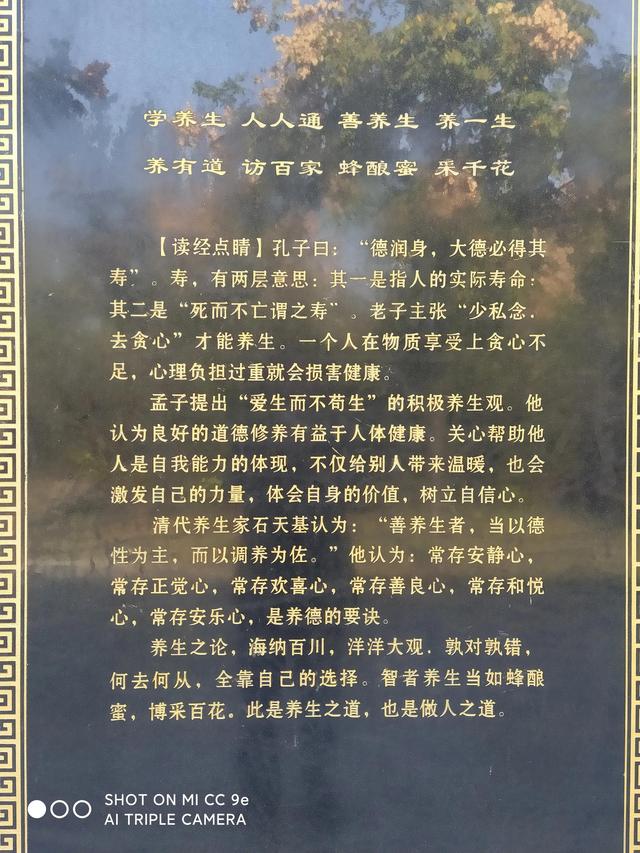 学养生 人人通 善养生 养一生
养有道 访百家 蜂酿蜜 采千花
【读经点睛】孔子曰：“德润身，大德必得其
寿”。寿，有两层意思：其一是指人的实际寿命；
其二是“死而不亡谓之寿”。老子主张“少私念，
去贪心”才能养生。一个人在物质享受上贪心不
足，心理负担过重就会损害健康。
孟子提出“爱生而不苟生”的积极养生观。他
认为良好的道德修养有益于人体健康。关心帮助他
人是自我能力的体现，不仅给别人带来温暖，也会
激发自己的力量，体会自身的价值，树立自信心。
清代养生家石天基认为：“善养生者，当以德
性为主，而以调养为佐。”他认为：常存安静心，
常存正觉心，常存欢喜心，常存善良心，常存和悦
心，常存安乐心，是养德的要诀。
养生之论，海纳百川，洋洋大观．孰对孰错，
何去何从，全靠自己的选择。智者养生当如蜂酿
蜜，博采百花。此是养生之道，也是做人之道。
SHOT ON MI CC 9e
AI TRIPLE CAMERA